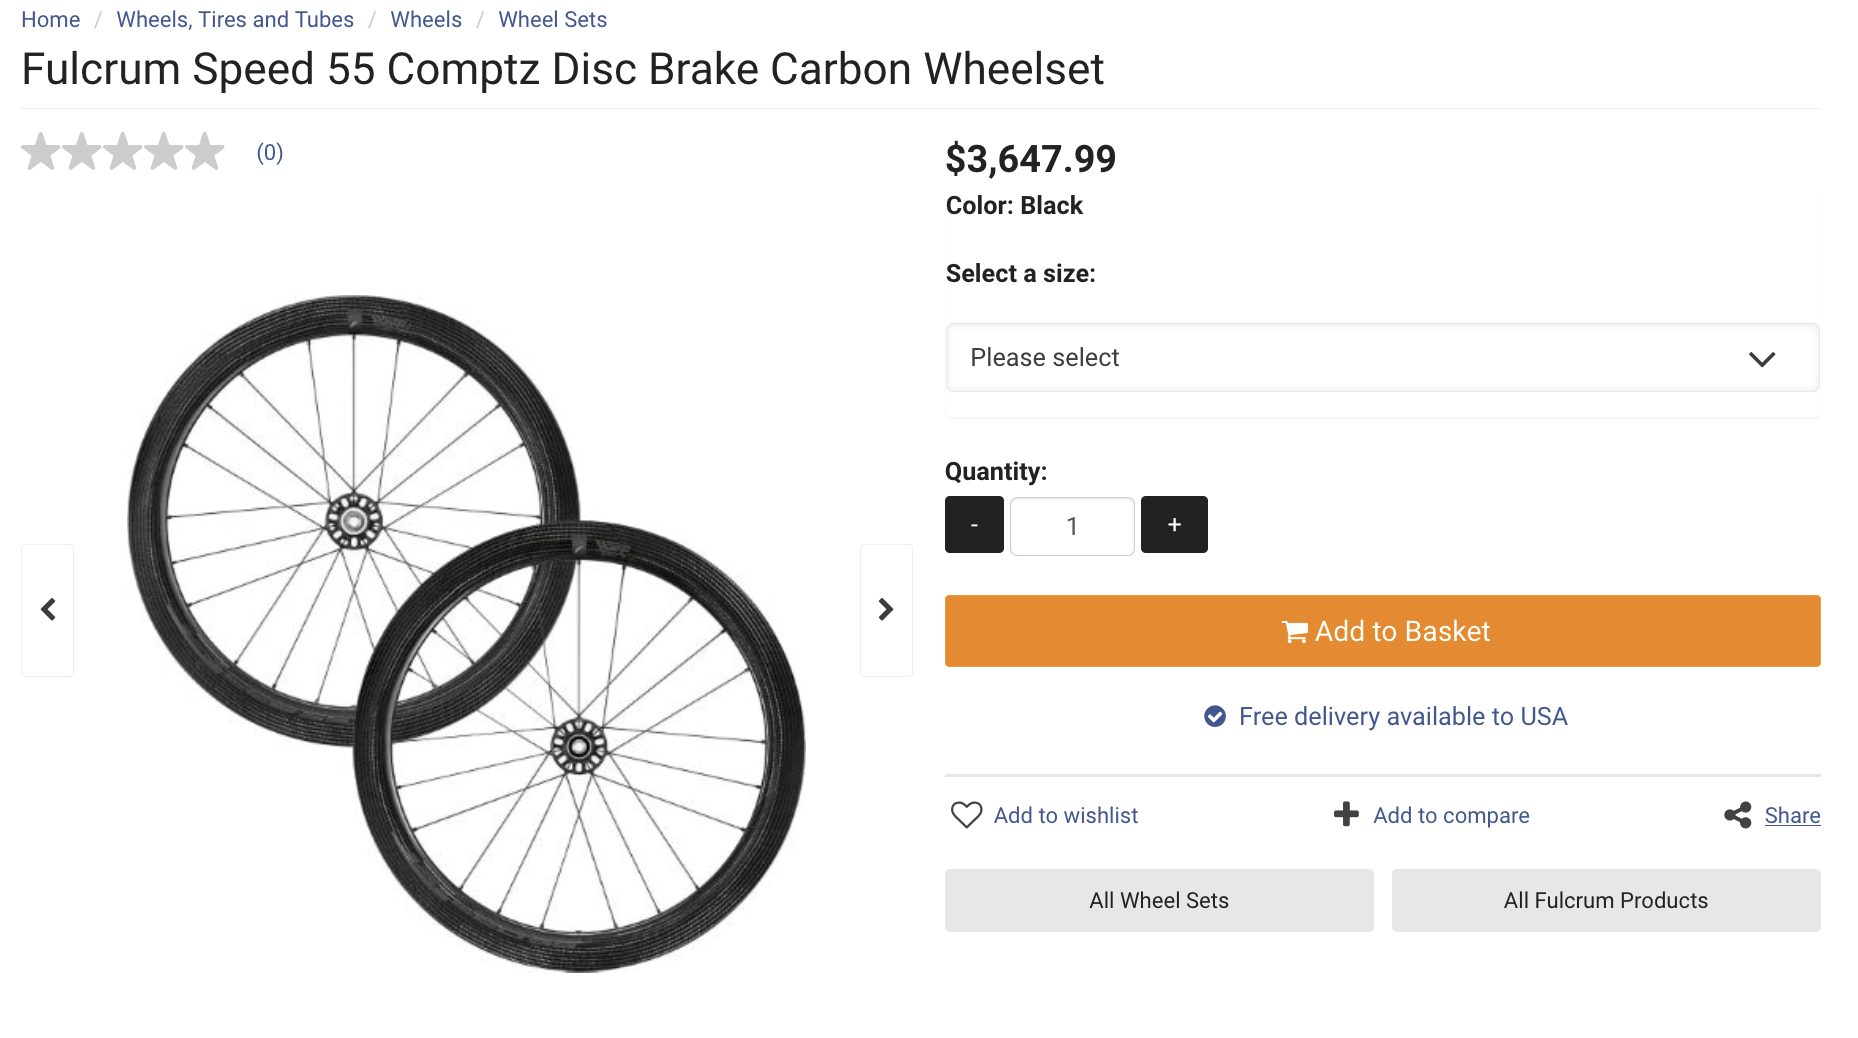 Home / Wheels, Tires and Tubes / Wheels / Wheel Sets
Fulcrum Speed 55 Comptz Disc Brake Carbon Wheelset
(0)
$3,647.99
Color: Black
Select a size:
Please select
Quantity:
- 1 +
Add to Basket
Free delivery available to USA
Add to wishlist
Add to compare
Share
All Wheel Sets
All Fulcrum Products